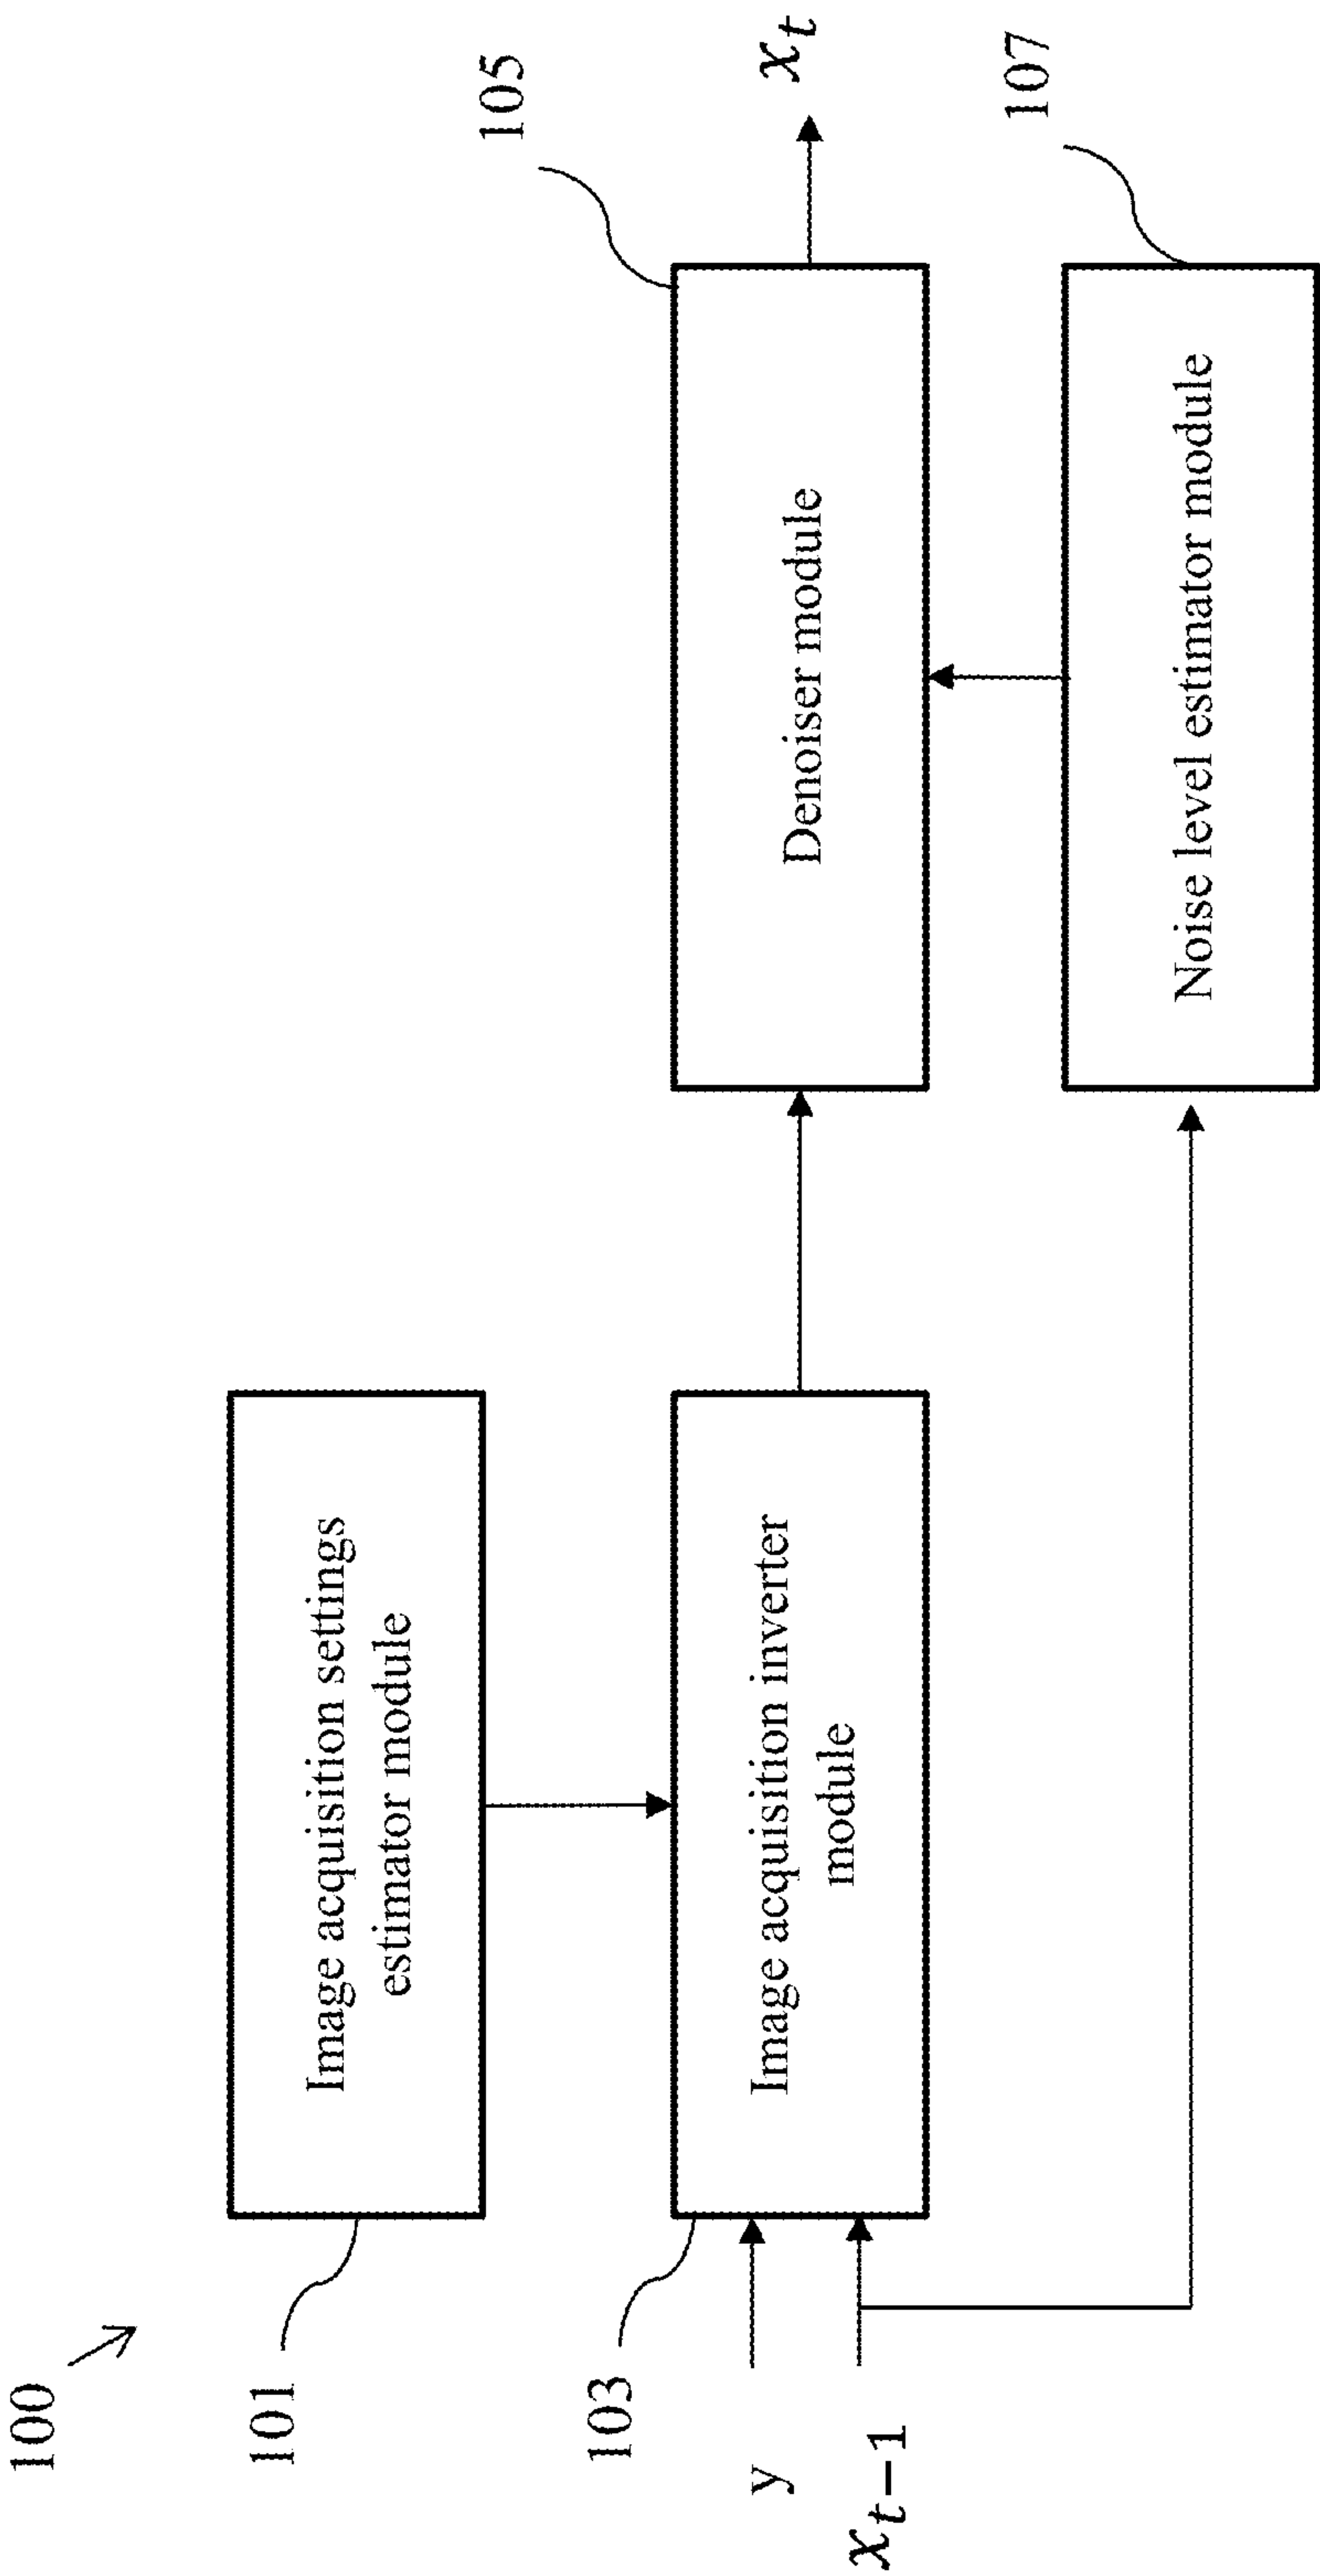 100
101
Image acquisition settings
estimator module
103
y
x_{t-1}
Image acquisition inverter
module
105
Denoiser module
x_t
107
Noise level estimator module